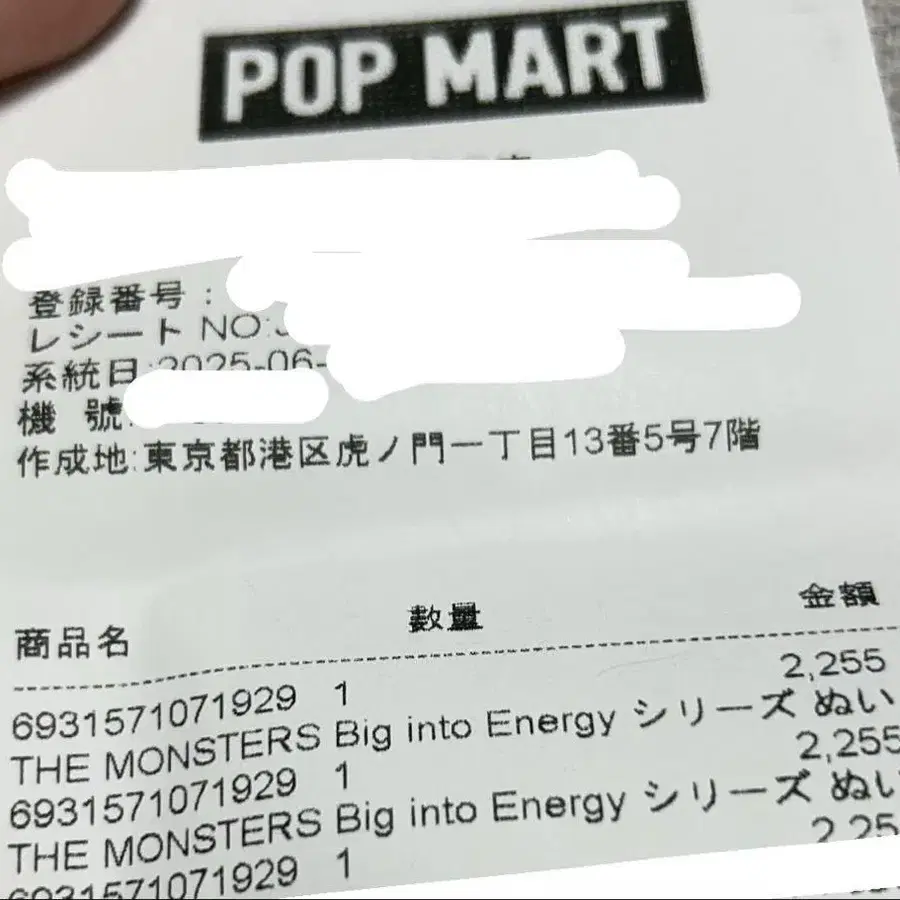 POP MART
登録番号:
レシート NO:
系統日:2025-06-
機 號:
作成地:東京都港区虎ノ門一丁目13番5号7階
商品名 數量 金額
6931571071929 1 2,255
THE MONSTERS Big into Energy シリーズ ぬい
6931571071929 1 2,255
THE MONSTERS Big into Energy シリーズ ぬい
6931571071929 1 2,25